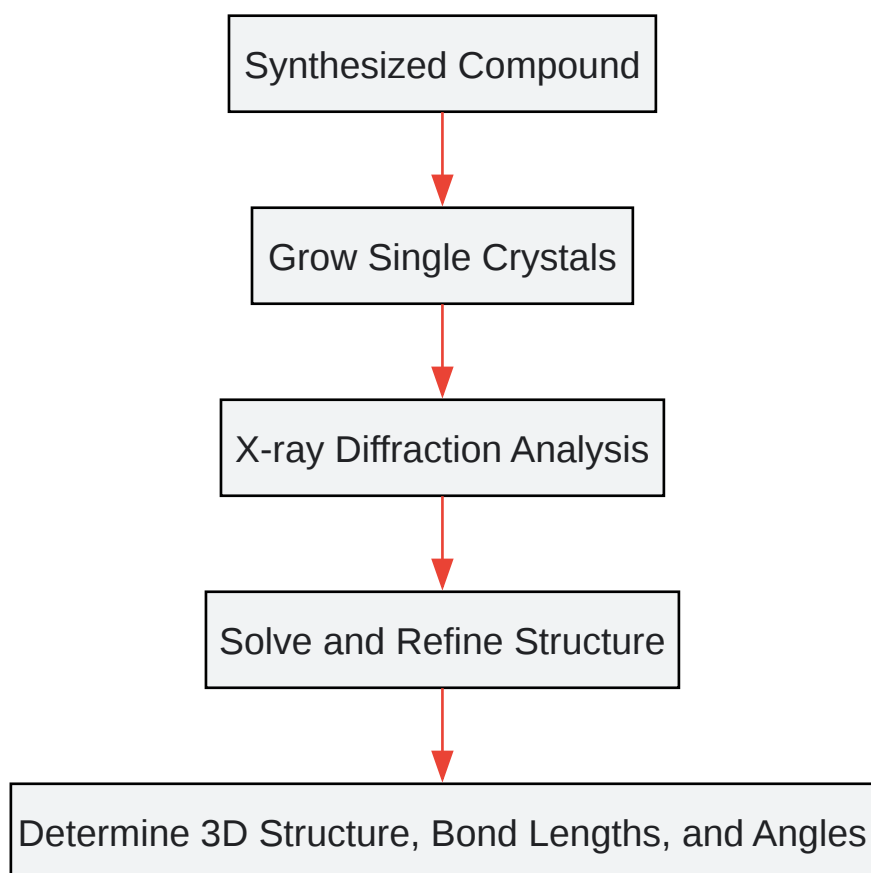 Synthesized Compound
Grow Single Crystals
X-ray Diffraction Analysis
Solve and Refine Structure
Determine 3D Structure, Bond Lengths, and Angles